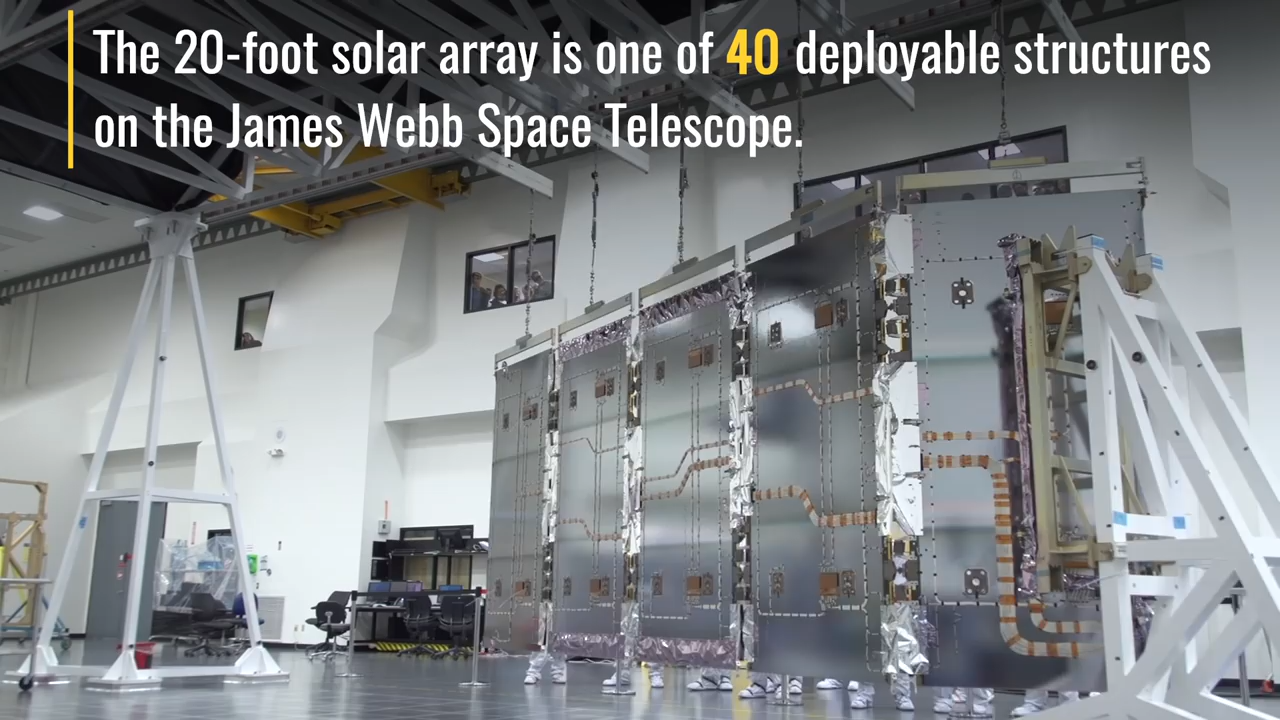 The 20-foot solar array is one of 40 deployable structures
on the James Webb Space Telescope.